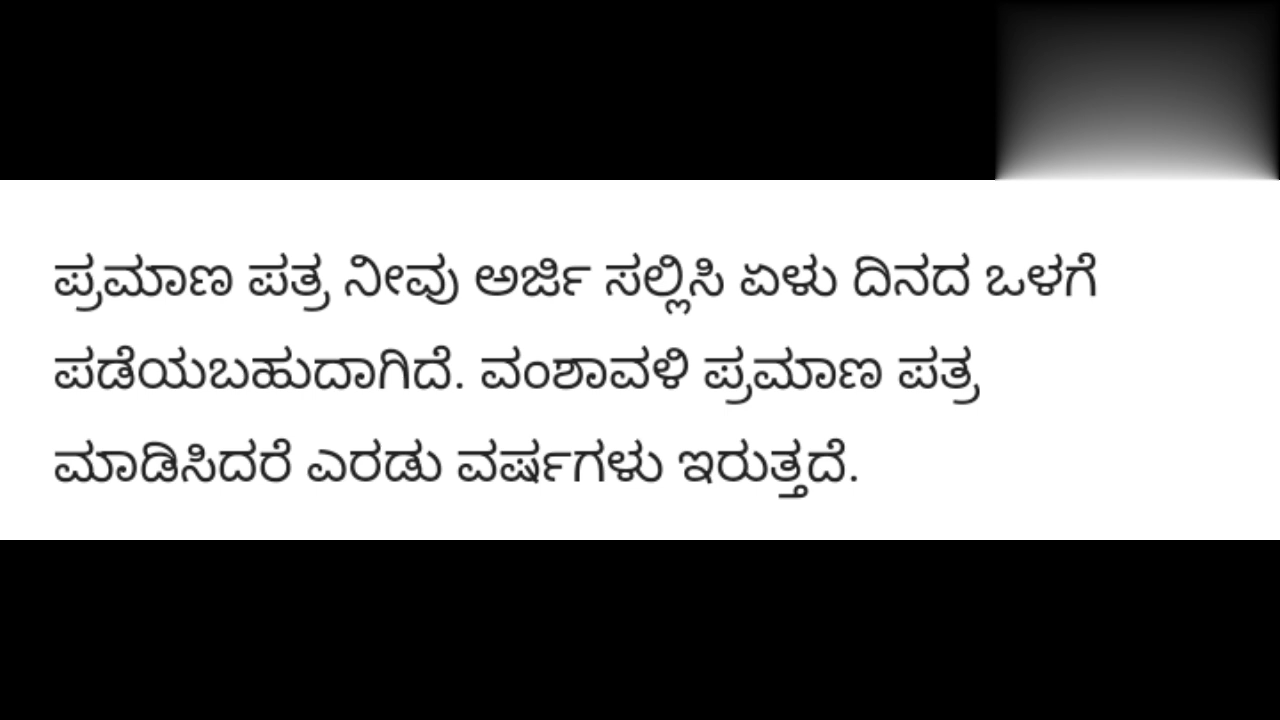 ಪ್ರಮಾಣ ಪತ್ರ ನೀವು ಅರ್ಜಿ ಸಲ್ಲಿಸಿ ಏಳು ದಿನದ ಒಳಗೆ
ಪಡೆಯಬಹುದಾಗಿದೆ. ವಂಶಾವಳಿ ಪ್ರಮಾಣ ಪತ್ರ
ಮಾಡಿಸಿದರೆ ಎರಡು ವರ್ಷಗಳು ಇರುತ್ತದೆ.